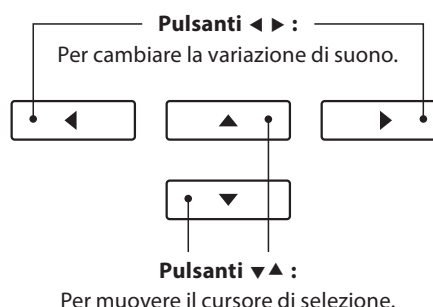 Pulsanti ◀ ▶ :
Per cambiare la variazione di suono.
◀ ▲ ▶
▼
Pulsanti ▼▲ :
Per muovere il cursore di selezione.